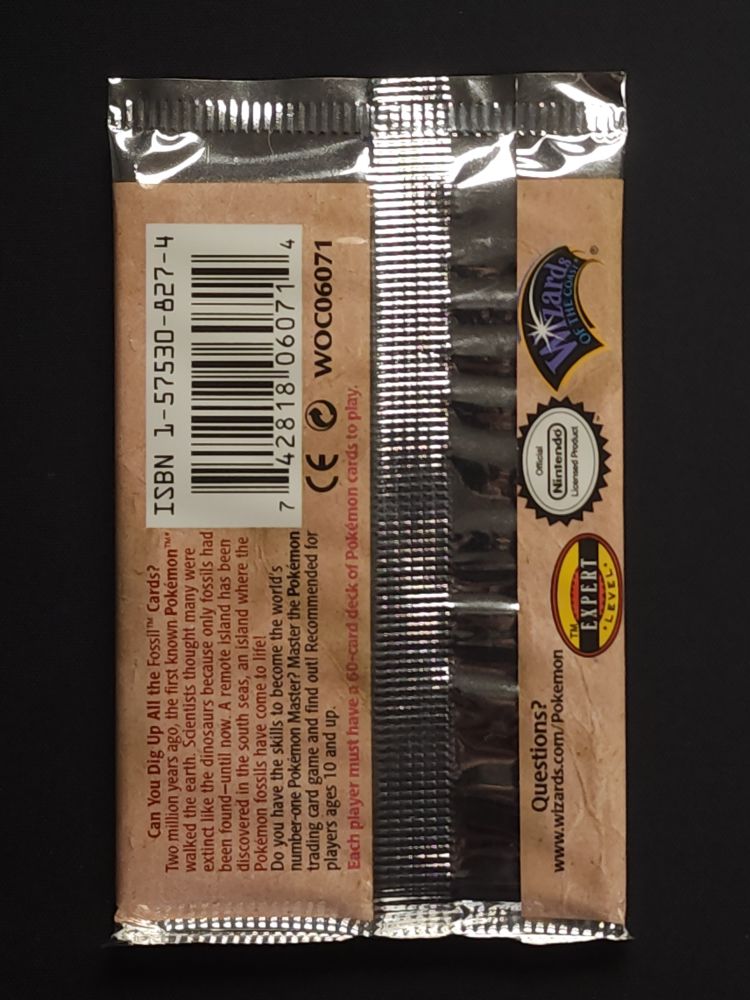 Can You Dig Up All the Fossil™ Cards?
Two million years ago, the first known Pokémon™
walked the earth. Scientists thought many were
extinct like the dinosaurs because only fossils had
been found—until now. A remote island has been
discovered in the south seas, an island where the
Pokémon fossils have come to life!
Do you have the skills to become the world's
number-one Pokémon Master? Master the Pokémon
trading card game and find out! Recommended for
players ages 10 and up.
Each player must have a 60-card deck of Pokémon cards to play.
ISBN 1-57530-827-4
7 42818 06071 4
CE WOC06071
Questions?
www.wizards.com/Pokemon
TM
EXPERT
LEVEL
Official
Nintendo
Licensed Product
™
Wizards
OF THE COAST
®